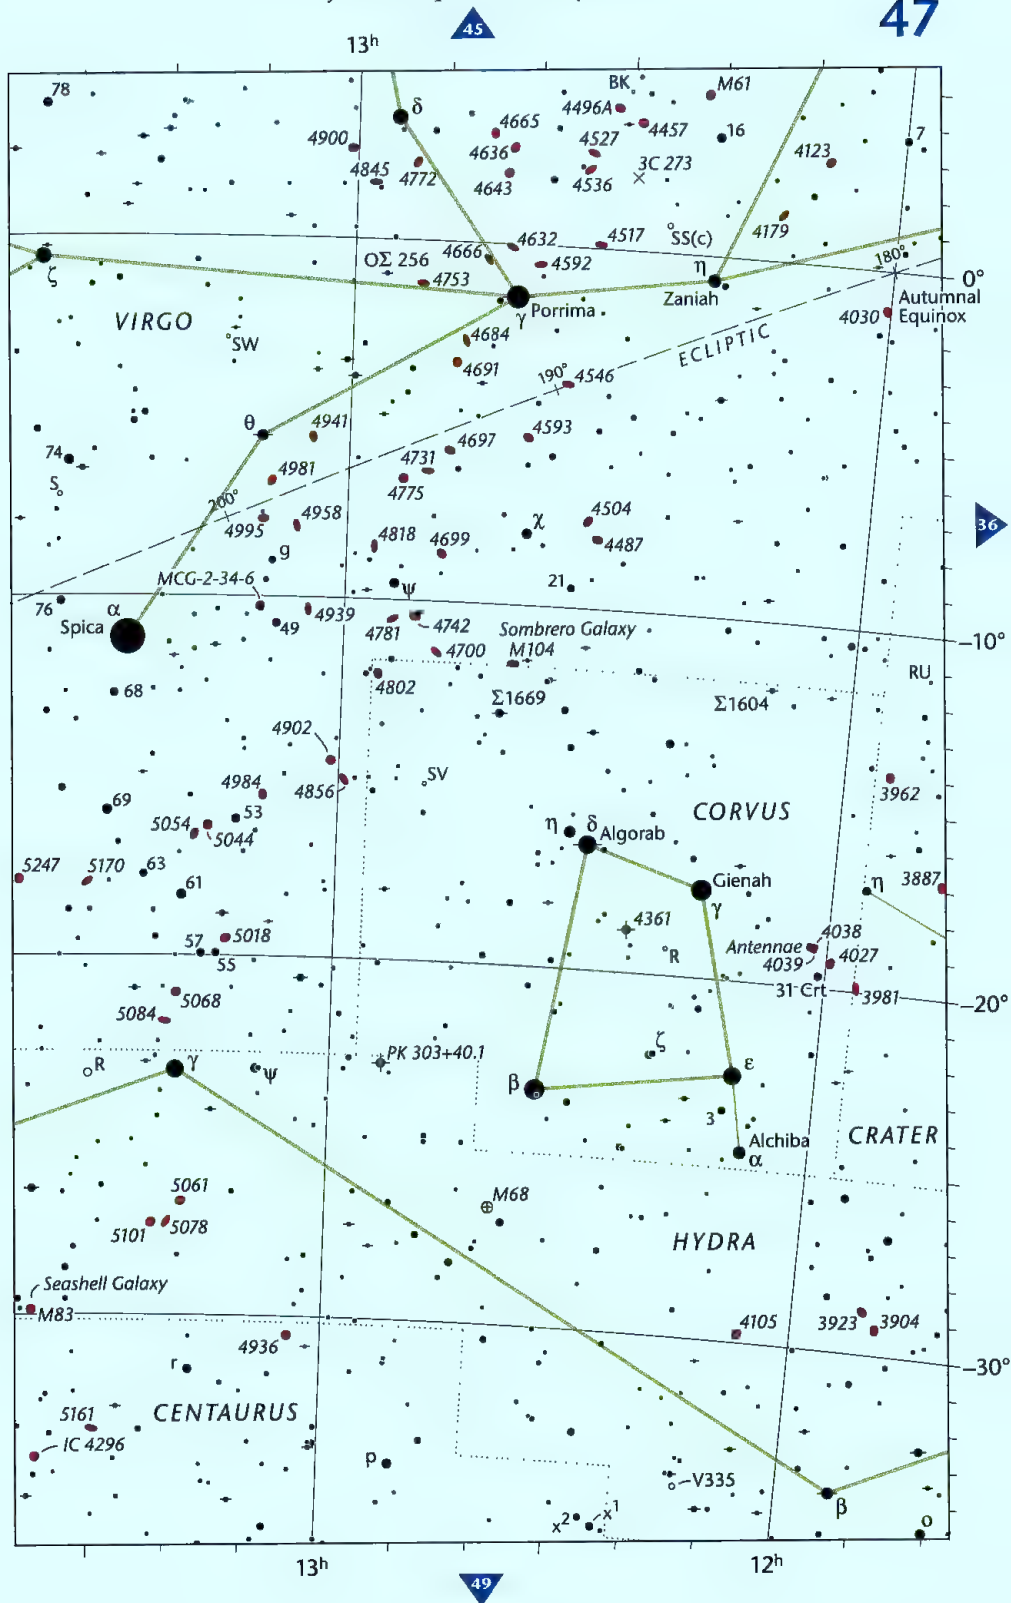 47
45
13h
78
δ
BK
M61
4496A
4665
4457
16
4900
4636
4527
7
4845
4772
4643
3C 273
4123
4536
4179
SS(c)
4632
4517
4666
180°
ζ
OΣ 256
4592
η
0°
4753
Zaniah
Autumnal
Equinox
Porrima
γ
4030
VIRGO
SW
4684
ECLIPTIC
4691
190°
4546
θ
4941
4593
4697
74
4731
4981
S
4775
200°
4504
36
4995
4958
χ
4818
4699
4487
g
MCG-2-34-6
21
ψ
76
α
4939
Spica
49
4781
4742
Sombrero Galaxy
−10°
4700
M104
RU
4802
68
Σ1669
Σ1604
4902
SV
4984
4856
3962
69
CORVUS
53
η
δ
Algorab
5054
5044
63
5247
5170
Gienah
61
γ
η
3887
4361
5018
4038
57
Antennae
R
4027
55
4039
31 Crt
3981
5068
−20°
5084
PK 303+40.1
ζ
R
γ
ψ
ε
β
3
Alchiba
CRATER
α
5061
M68
5101
5078
HYDRA
Seashell Galaxy
M83
4105
3923
3904
4936
r
−30°
5161
CENTAURUS
IC 4296
p
V335
β
x²
x¹
o
13h
12h
49